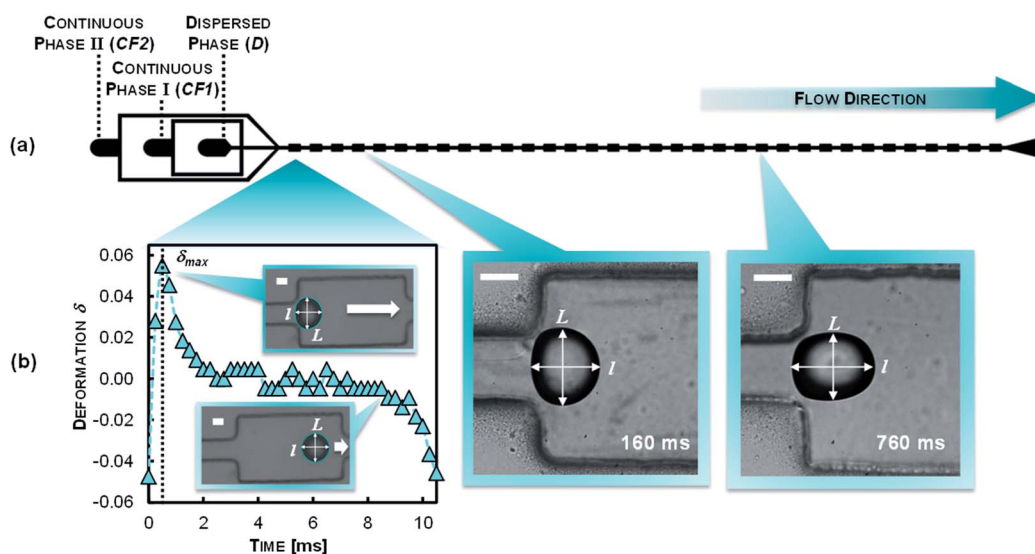 CONTINUOUS
PHASE II (CF2)
DISPERSED
PHASE (D)
CONTINUOUS
PHASE I (CF1)
FLOW DIRECTION
(a)
(b)
DEFORMATION δ
0.06
0.04
0.02
0.00
-0.02
-0.04
-0.06
δmax
l
L
L
l
0
2
4
6
8
10
TIME [ms]
L
l
160 ms
L
l
760 ms